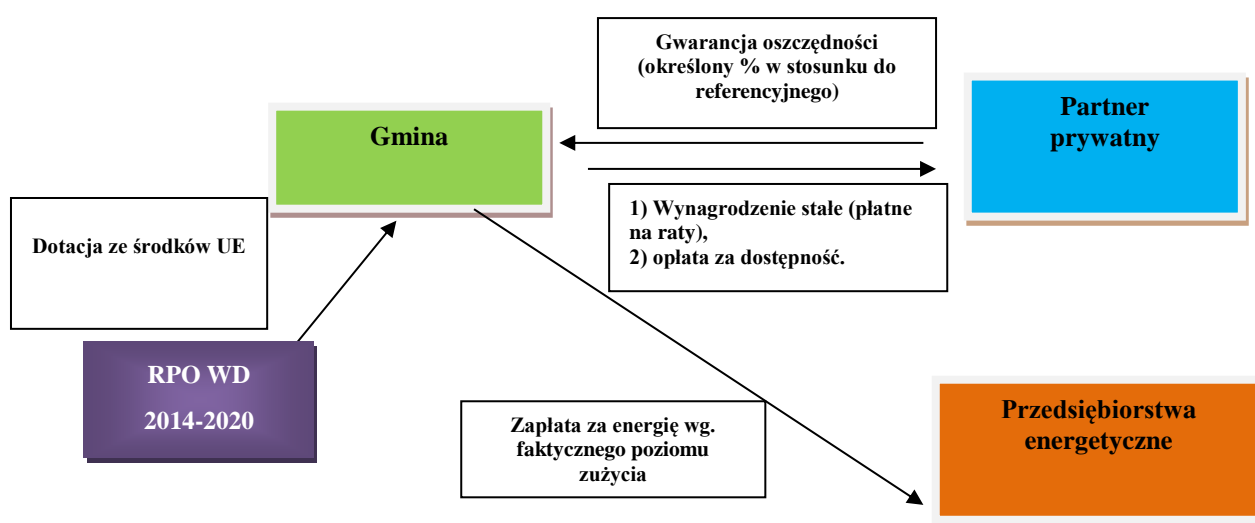 Gwarancja oszczędności
(określony % w stosunku do
referencyjnego)
Gmina
Partner
prywatny
1) Wynagrodzenie stałe (płatne
na raty),
2) opłata za dostępność.
Dotacja ze środków UE
RPO WD
2014-2020
Zapłata za energię wg.
faktycznego poziomu
zużycia
Przedsiębiorstwa
energetyczne